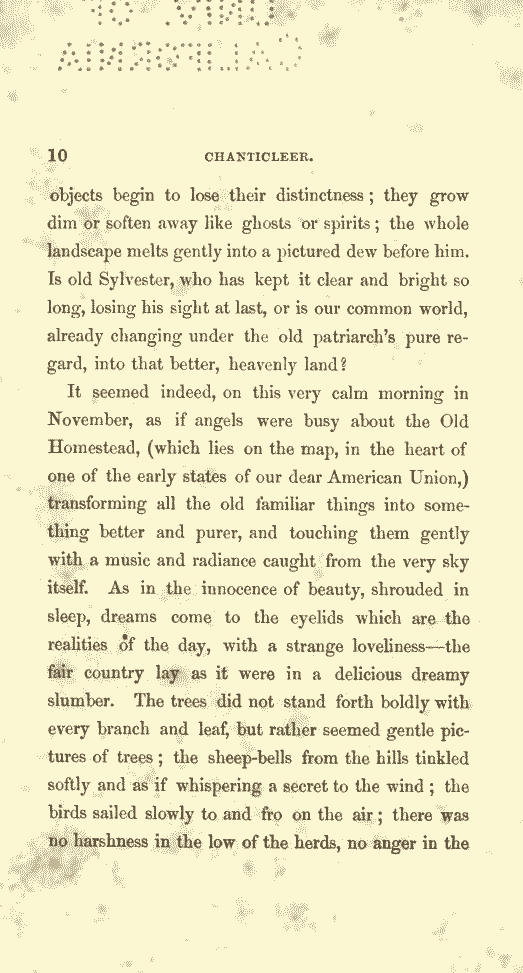 10 CHANTICLEER.
objects begin to lose their distinctness ; they grow
dim or soften away like ghosts or spirits ; the whole
landscape melts gently into a pictured dew before him.
Is old Sylvester, who has kept it clear and bright so
long, losing his sight at last, or is our common world,
already changing under the old patriarch's pure re-
gard, into that better, heavenly land?
It seemed indeed, on this very calm morning in
November, as if angels were busy about the Old
Homestead, (which lies on the map, in the heart of
one of the early states of our dear American Union,)
transforming all the old familiar things into some-
thing better and purer, and touching them gently
with a music and radiance caught from the very sky
itself. As in the innocence of beauty, shrouded in
sleep, dreams come to the eyelids which are the
realities of the day, with a strange loveliness—the
fair country lay as it were in a delicious dreamy
slumber. The trees did not stand forth boldly with
every branch and leaf, but rather seemed gentle pic-
tures of trees ; the sheep-bells from the hills tinkled
softly and as if whispering a secret to the wind ; the
birds sailed slowly to and fro on the air ; there was
no harshness in the low of the herds, no anger in the